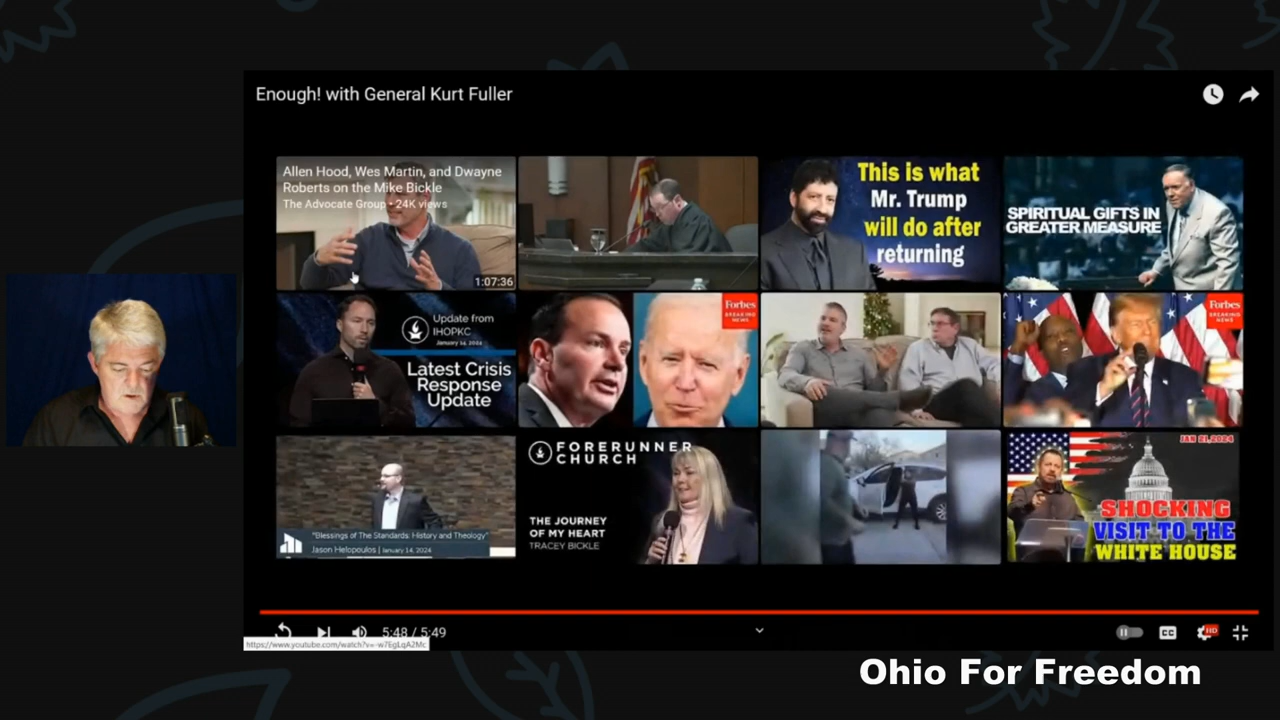 Enough! with General Kurt Fuller
Allen Hood, Wes Martin, and Dwayne
Roberts on the Mike Bickle
The Advocate Group • 24K views
1:07:36
This is what
Mr. Trump
will do after
returning
SPIRITUAL GIFTS IN
GREATER MEASURE
Update from
IHOPKC
January 14, 2024
Latest Crisis
Response
Update
Forbes
BREAKING
NEWS
Forbes
BREAKING
NEWS
"Blessings of The Standards: History and Theology"
Jason Helopoulos | January 14, 2024
FORERUNNER
CHURCH
THE JOURNEY
OF MY HEART
TRACEY BICKLE
JAN 21,2024
SHOCKING
VISIT TO THE
WHITE HOUSE
5:48 / 5:49
CC
HD
Ohio For Freedom